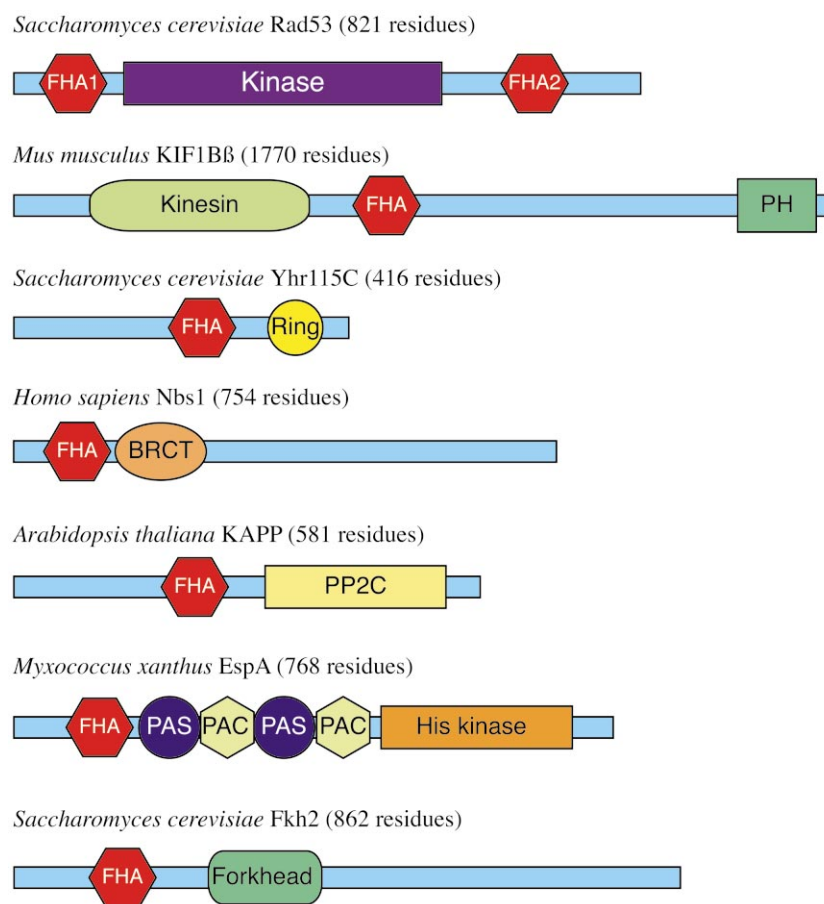 Saccharomyces cerevisiae Rad53 (821 residues)
FHA1 Kinase FHA2
Mus musculus KIF1Bß (1770 residues)
Kinesin FHA PH
Saccharomyces cerevisiae Yhr115C (416 residues)
FHA Ring
Homo sapiens Nbs1 (754 residues)
FHA BRCT
Arabidopsis thaliana KAPP (581 residues)
FHA PP2C
Myxococcus xanthus EspA (768 residues)
FHA PAS PAC PAS PAC His kinase
Saccharomyces cerevisiae Fkh2 (862 residues)
FHA Forkhead